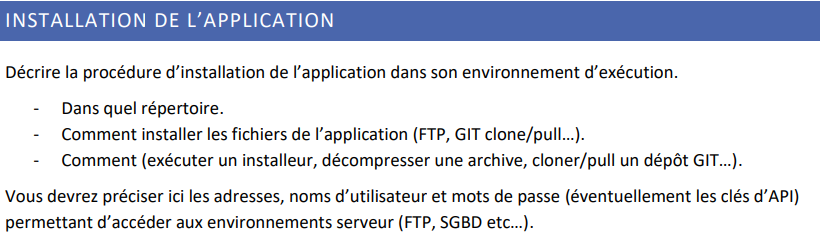 INSTALLATION DE L’APPLICATION
Décrire la procédure d’installation de l’application dans son environnement d’exécution.
- Dans quel répertoire.
- Comment installer les fichiers de l’application (FTP, GIT clone/pull…).
- Comment (exécuter un installeur, décompresser une archive, cloner/pull un dépôt GIT…).
Vous devrez préciser ici les adresses, noms d’utilisateur et mots de passe (éventuellement les clés d’API)
permettant d’accéder aux environnements serveur (FTP, SGBD etc…).